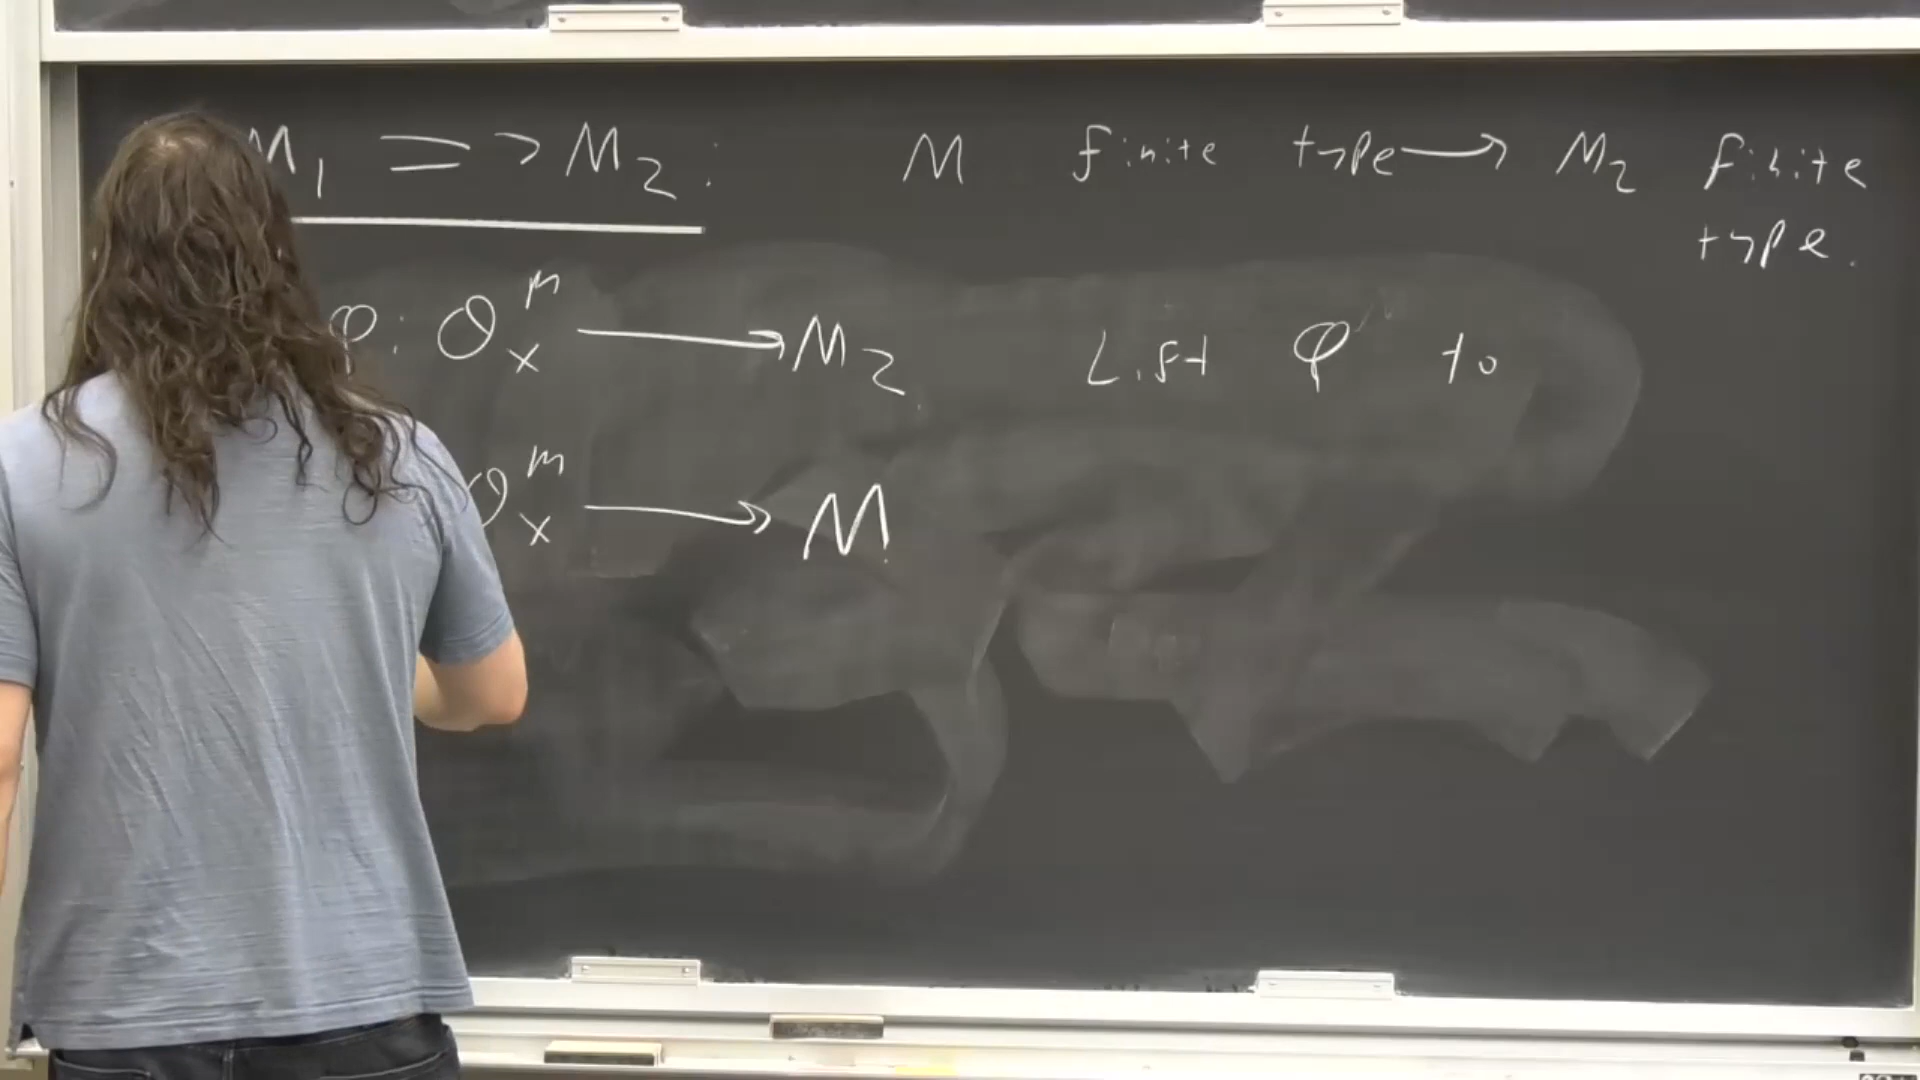 M₁ => M₂: M finite type → M₂ finite
type.
φ: O_x^m → M₂ Lift φ to
O_x^m → M